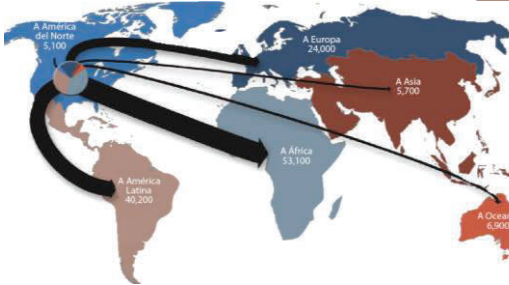 A América
del Norte
5,100
A Europa
24,000
A Asia
5,700
A África
53,100
A América
Latina
40,200
A Ocean
6,900